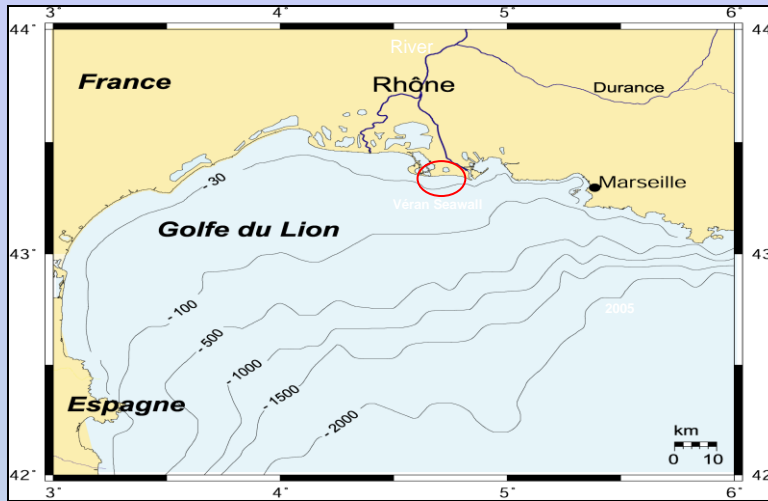 3° 4° 5° 6°
44° 44°
River
France
Rhône
Durance
Marseille
- 30
Véran Seawall
Golfe du Lion
43° 43°
- 100
2005
- 500
- 1000
- 1500
Espagne
- 2000
km
0 10
42° 42°
3° 4° 5° 6°